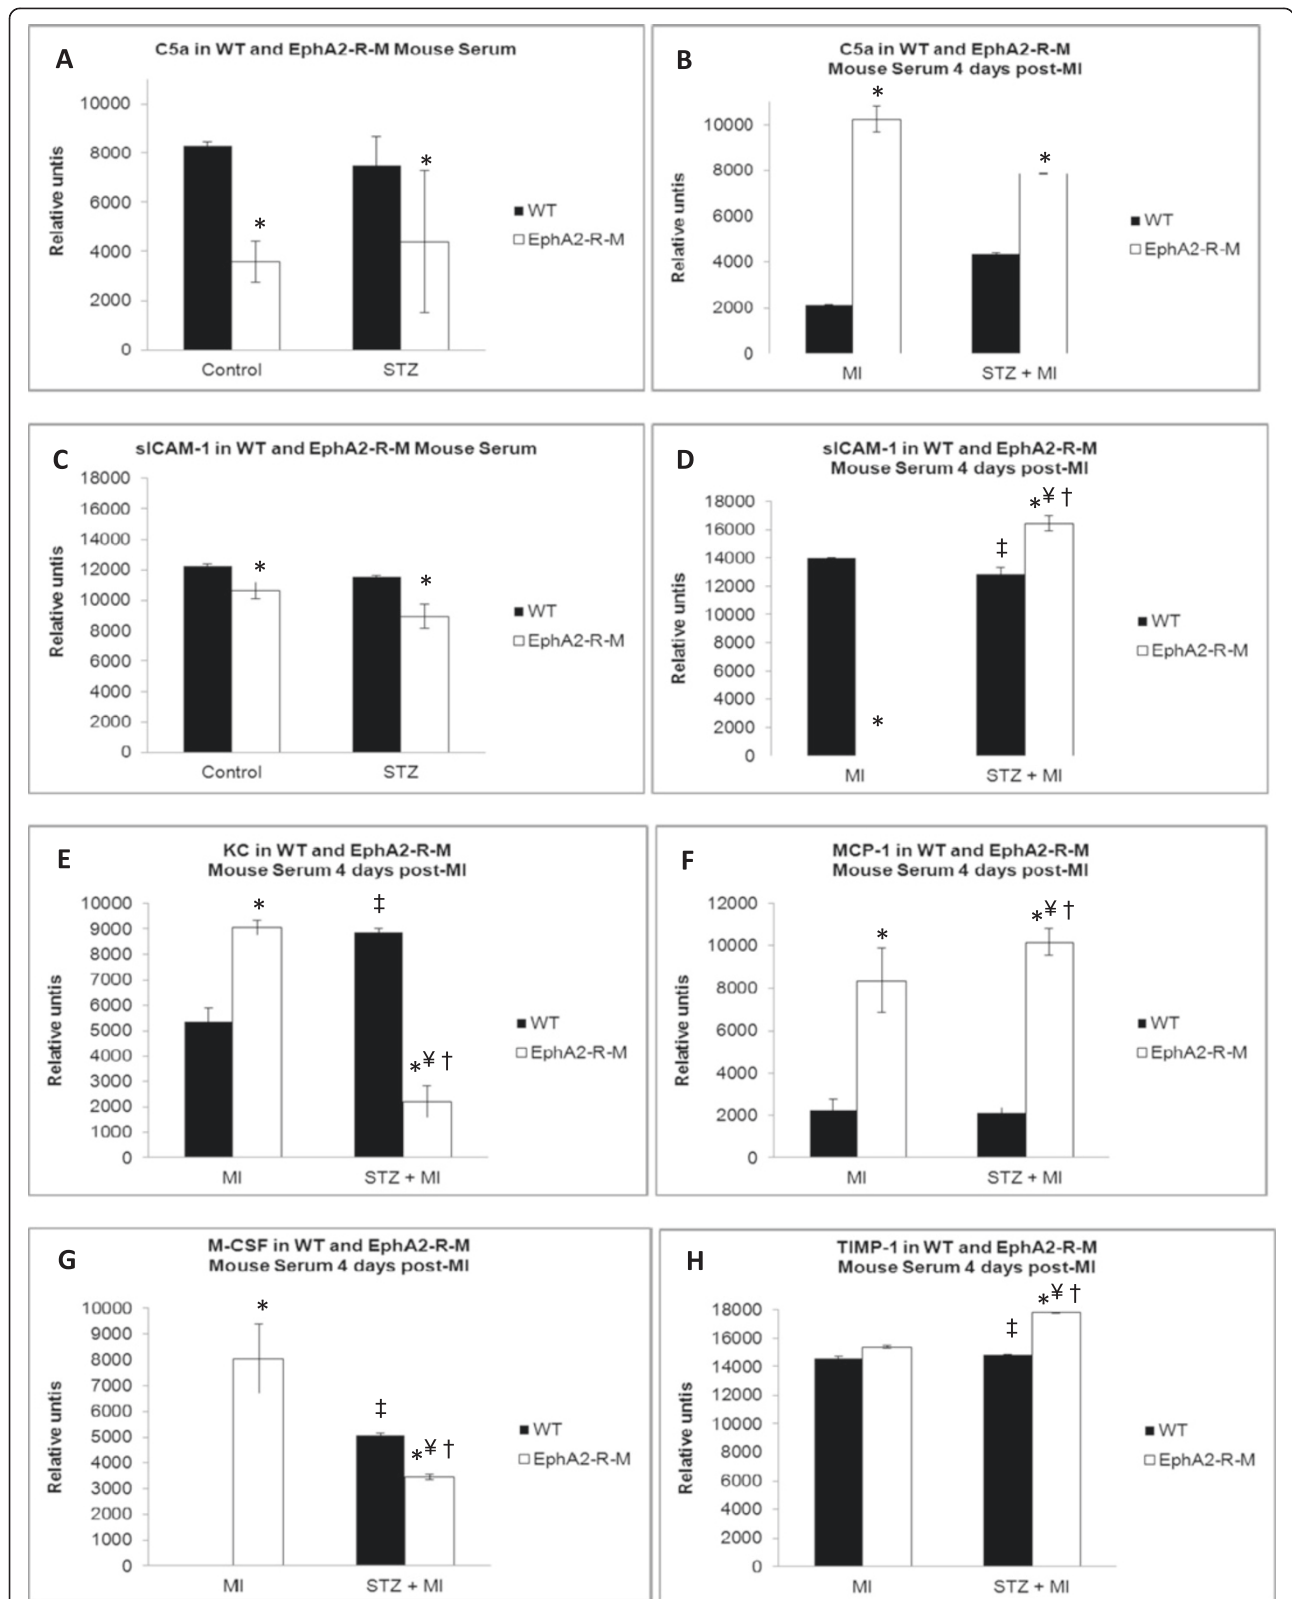 A
C5a in WT and EphA2-R-M Mouse Serum
Relative untis
10000
8000
6000
4000
2000
0
*
*
Control
STZ
WT
EphA2-R-M
B
C5a in WT and EphA2-R-M
Mouse Serum 4 days post-MI
Relative untis
10000
8000
6000
4000
2000
0
*
*
MI
STZ + MI
WT
EphA2-R-M
C
sICAM-1 in WT and EphA2-R-M Mouse Serum
Relative untis
18000
16000
14000
12000
10000
8000
6000
4000
2000
0
*
*
Control
STZ
WT
EphA2-R-M
D
sICAM-1 in WT and EphA2-R-M
Mouse Serum 4 days post-MI
Relative untis
18000
16000
14000
12000
10000
8000
6000
4000
2000
0
*
‡
*¥ †
MI
STZ + MI
WT
EphA2-R-M
E
KC in WT and EphA2-R-M
Mouse Serum 4 days post-MI
Relative untis
10000
9000
8000
7000
6000
5000
4000
3000
2000
1000
0
*
‡
*¥ †
MI
STZ + MI
WT
EphA2-R-M
F
MCP-1 in WT and EphA2-R-M
Mouse Serum 4 days post-MI
Relative untis
12000
10000
8000
6000
4000
2000
0
*
*¥ †
MI
STZ + MI
WT
EphA2-R-M
G
M-CSF in WT and EphA2-R-M
Mouse Serum 4 days post-MI
Relative untis
10000
9000
8000
7000
6000
5000
4000
3000
2000
1000
0
*
‡
*¥ †
MI
STZ + MI
WT
EphA2-R-M
H
TIMP-1 in WT and EphA2-R-M
Mouse Serum 4 days post-MI
Relative untis
18000
16000
14000
12000
10000
8000
6000
4000
2000
0
‡
*¥ †
MI
STZ + MI
WT
EphA2-R-M